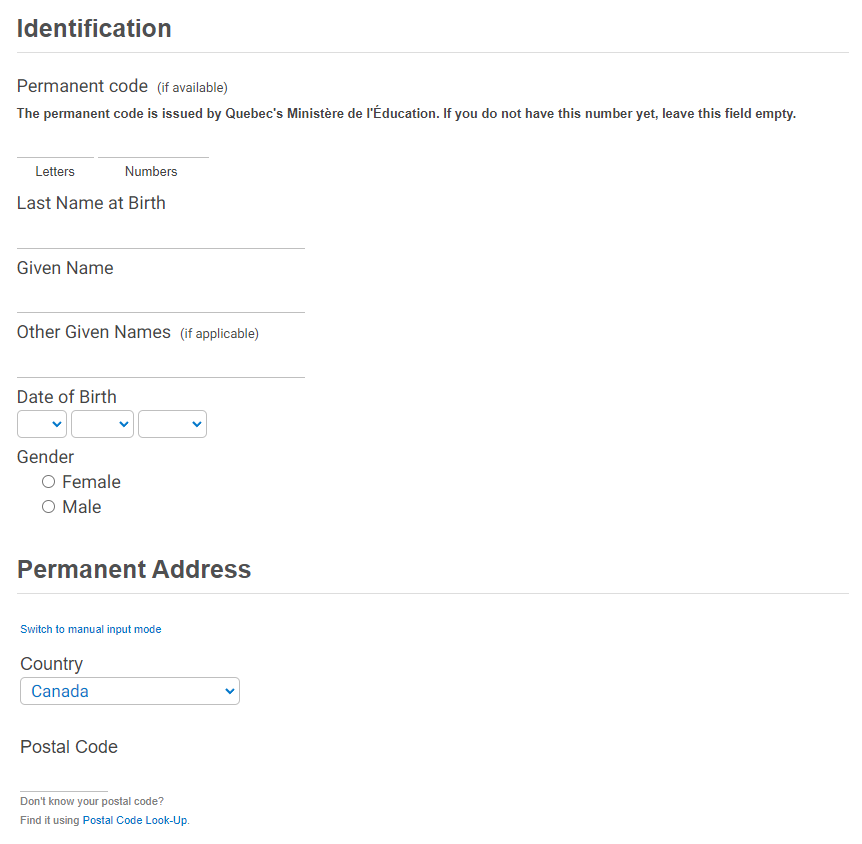 Identification
Permanent code (if available)
The permanent code is issued by Quebec's Ministère de l'Éducation. If you do not have this number yet, leave this field empty.
Letters Numbers
Last Name at Birth
Given Name
Other Given Names (if applicable)
Date of Birth
Gender
Female
Male
Permanent Address
Switch to manual input mode
Country
Canada
Postal Code
Don't know your postal code?
Find it using Postal Code Look-Up.